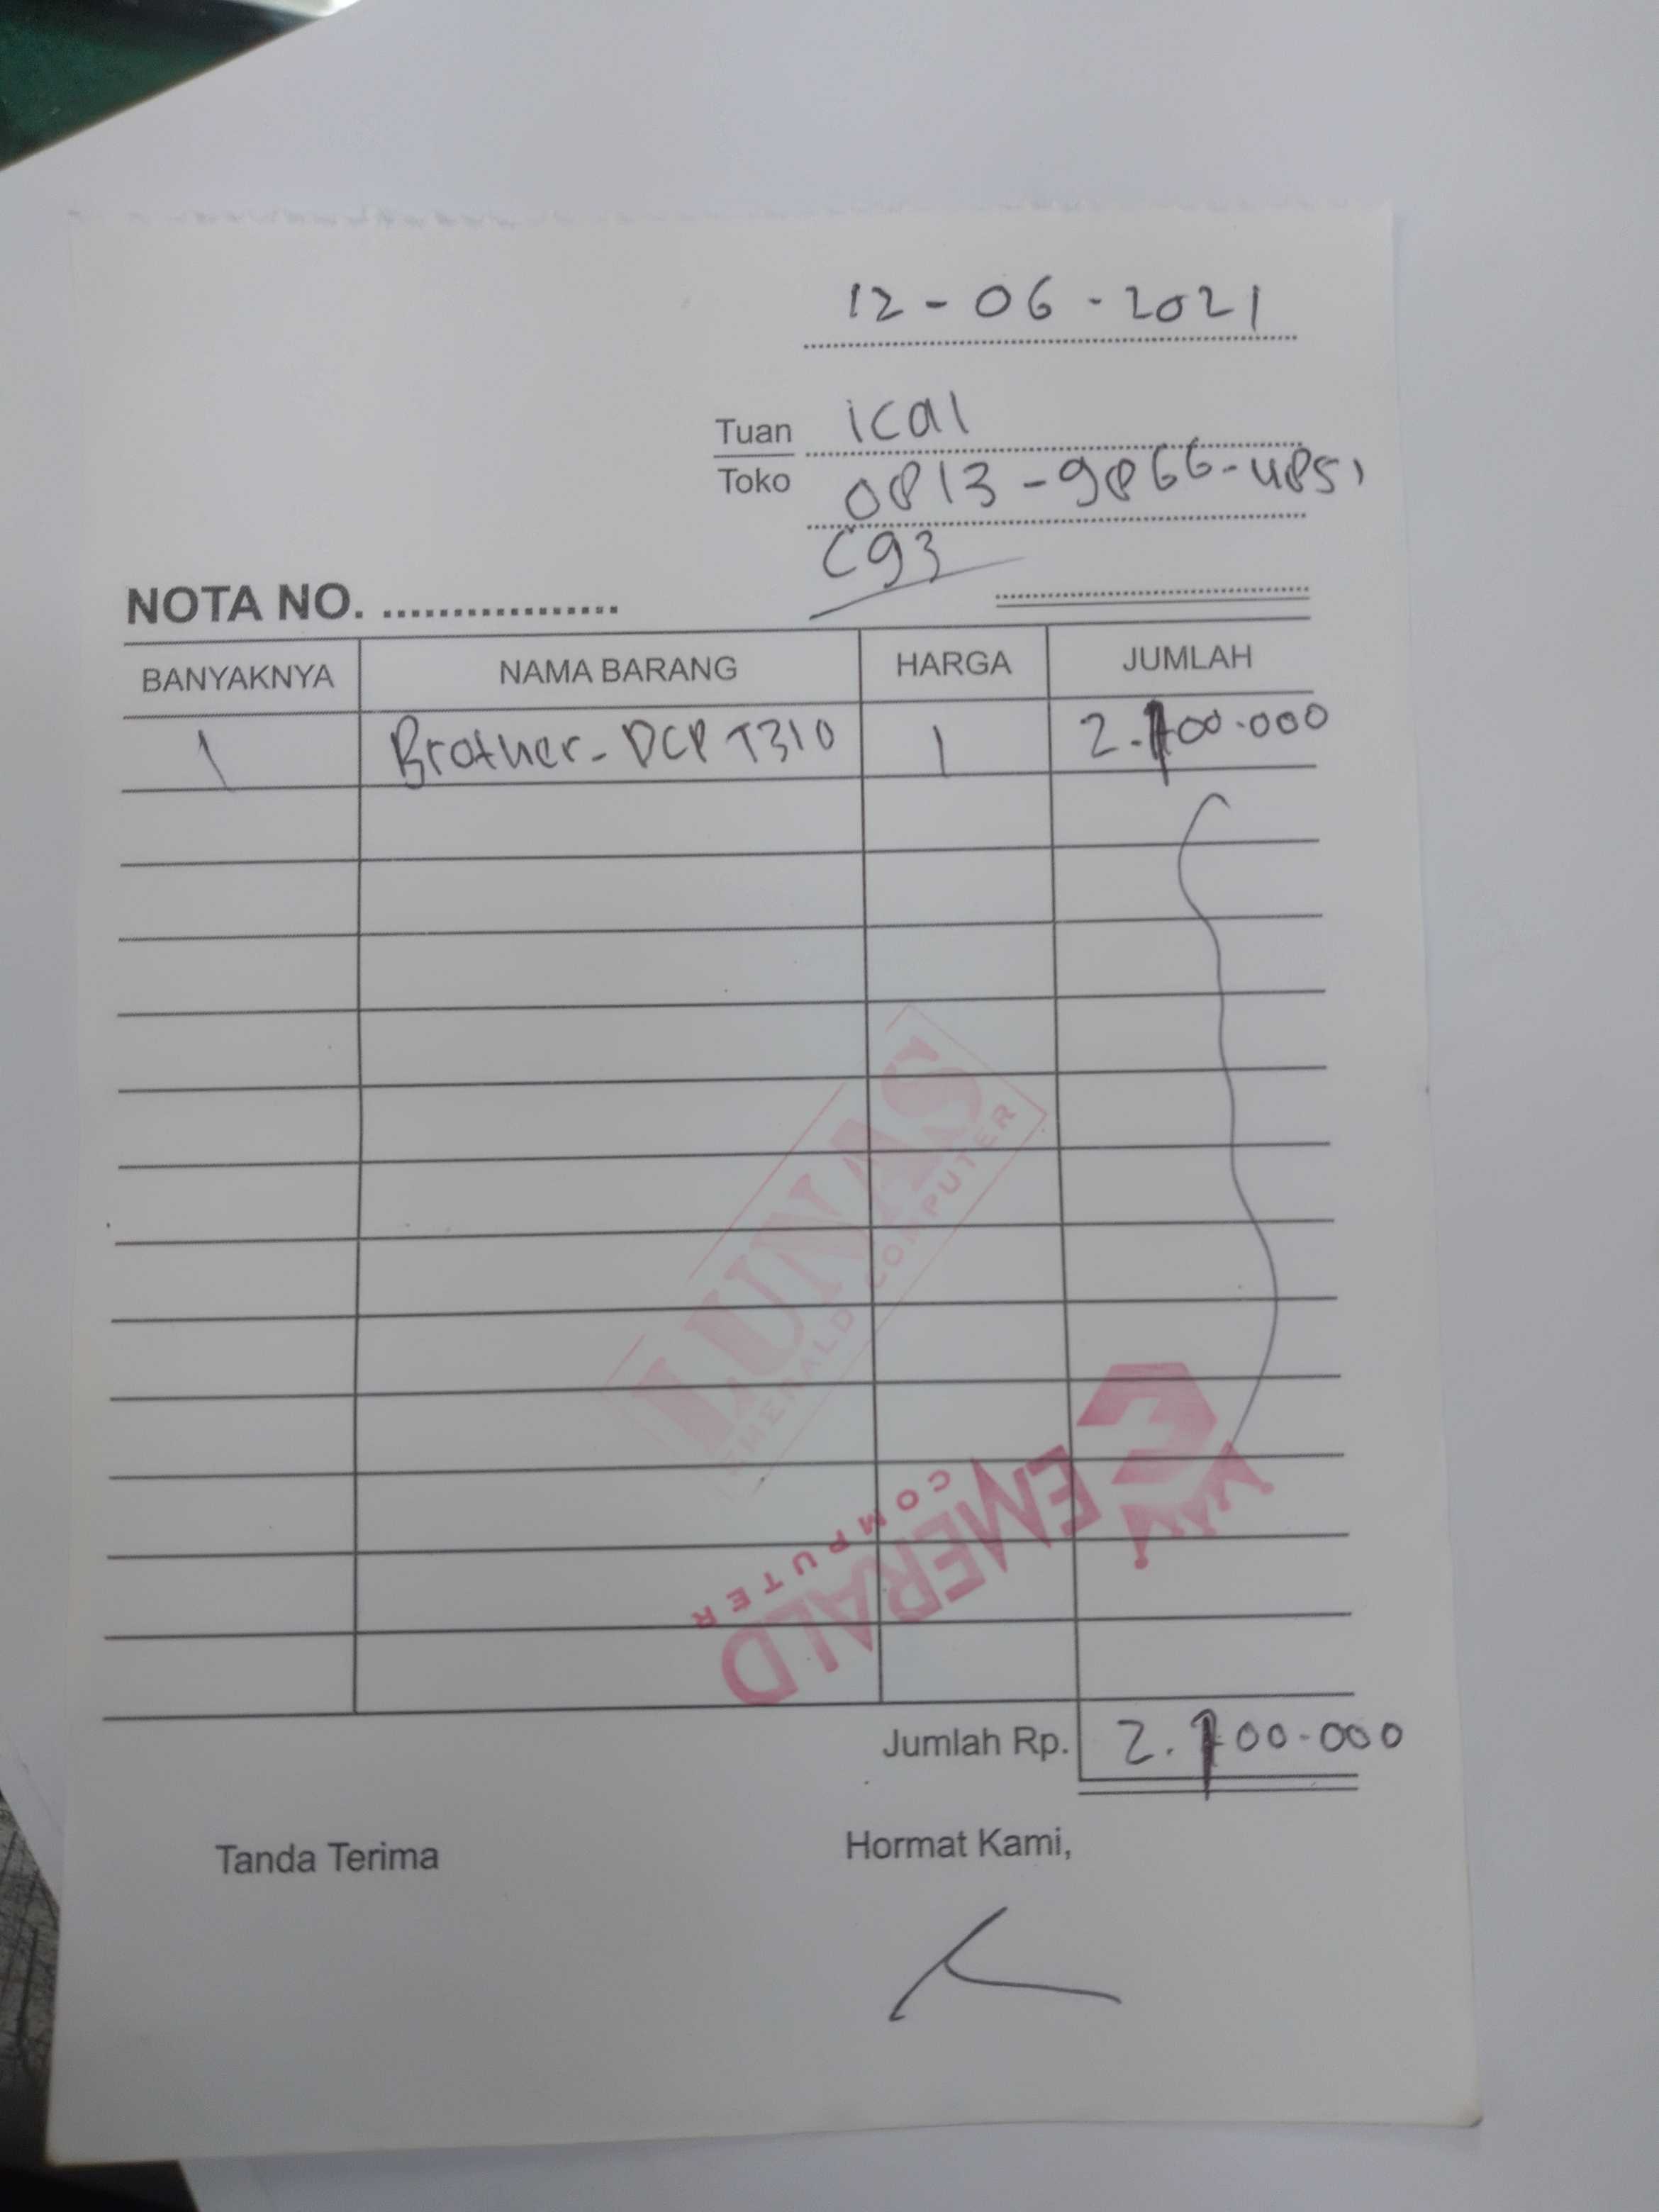 12 - 06 - 2021
Tuan ical
Toko 0813 - 9866 - 4851
C93
NOTA NO. ..................
BANYAKNYA NAMA BARANG HARGA JUMLAH
1 Brother - DCP T310 1
LUNAS
EMERALD COMPUTER
EMERALD
COMPUTER
Jumlah Rp.
Tanda Terima Hormat Kami,